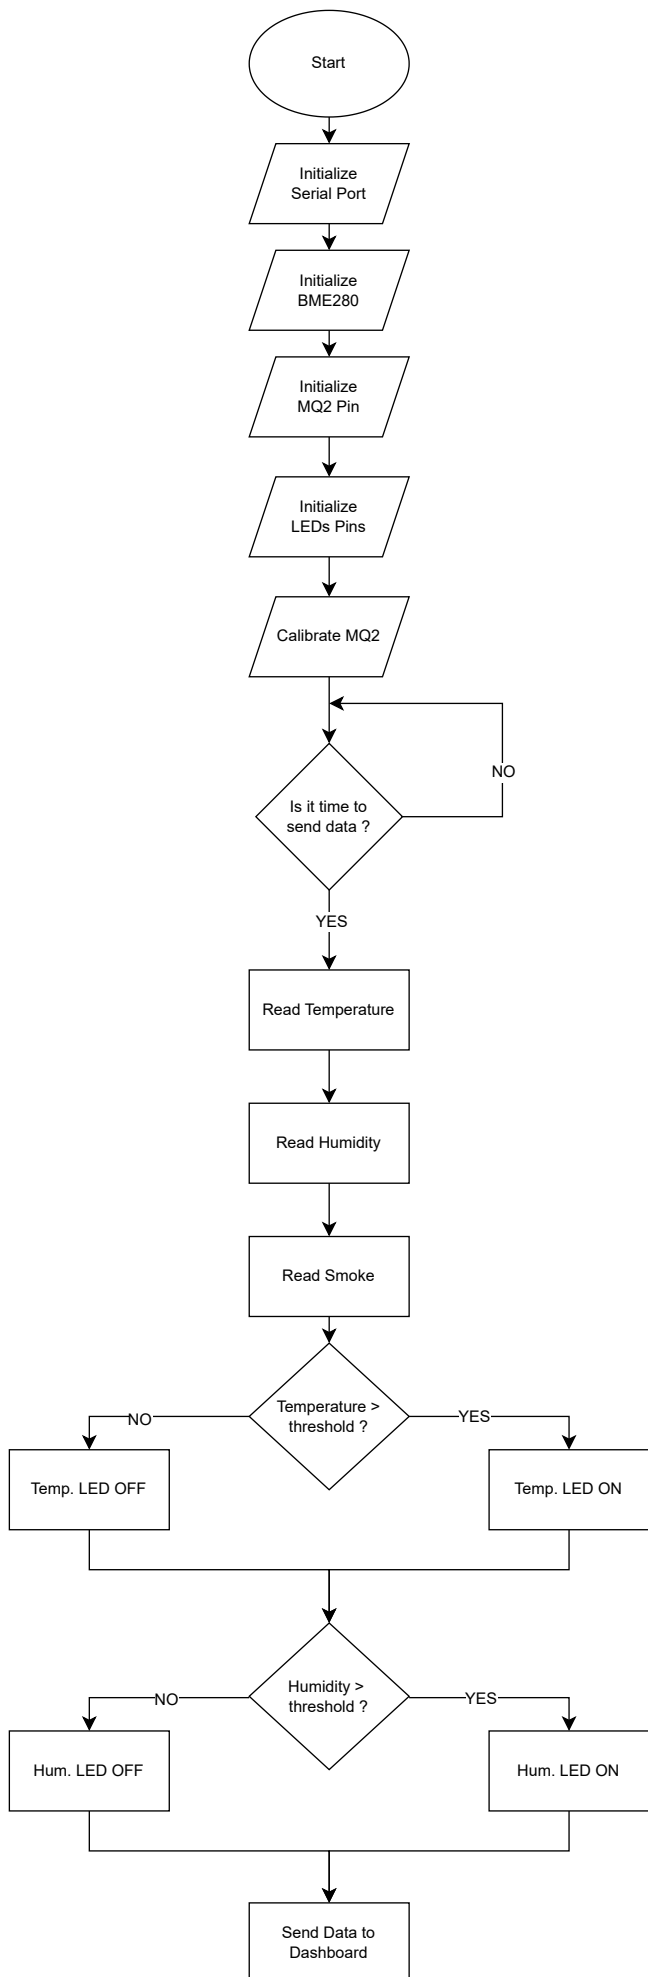 Start
Initialize
Serial Port
Initialize
BME280
Initialize
MQ2 Pin
Initialize
LEDs Pins
Calibrate MQ2
NO
Is it time to
send data ?
YES
Read Temperature
Read Humidity
Read Smoke
Temperature >
threshold ?
NO
YES
Temp. LED OFF
Temp. LED ON
Humidity >
threshold ?
NO
YES
Hum. LED OFF
Hum. LED ON
Send Data to
Dashboard